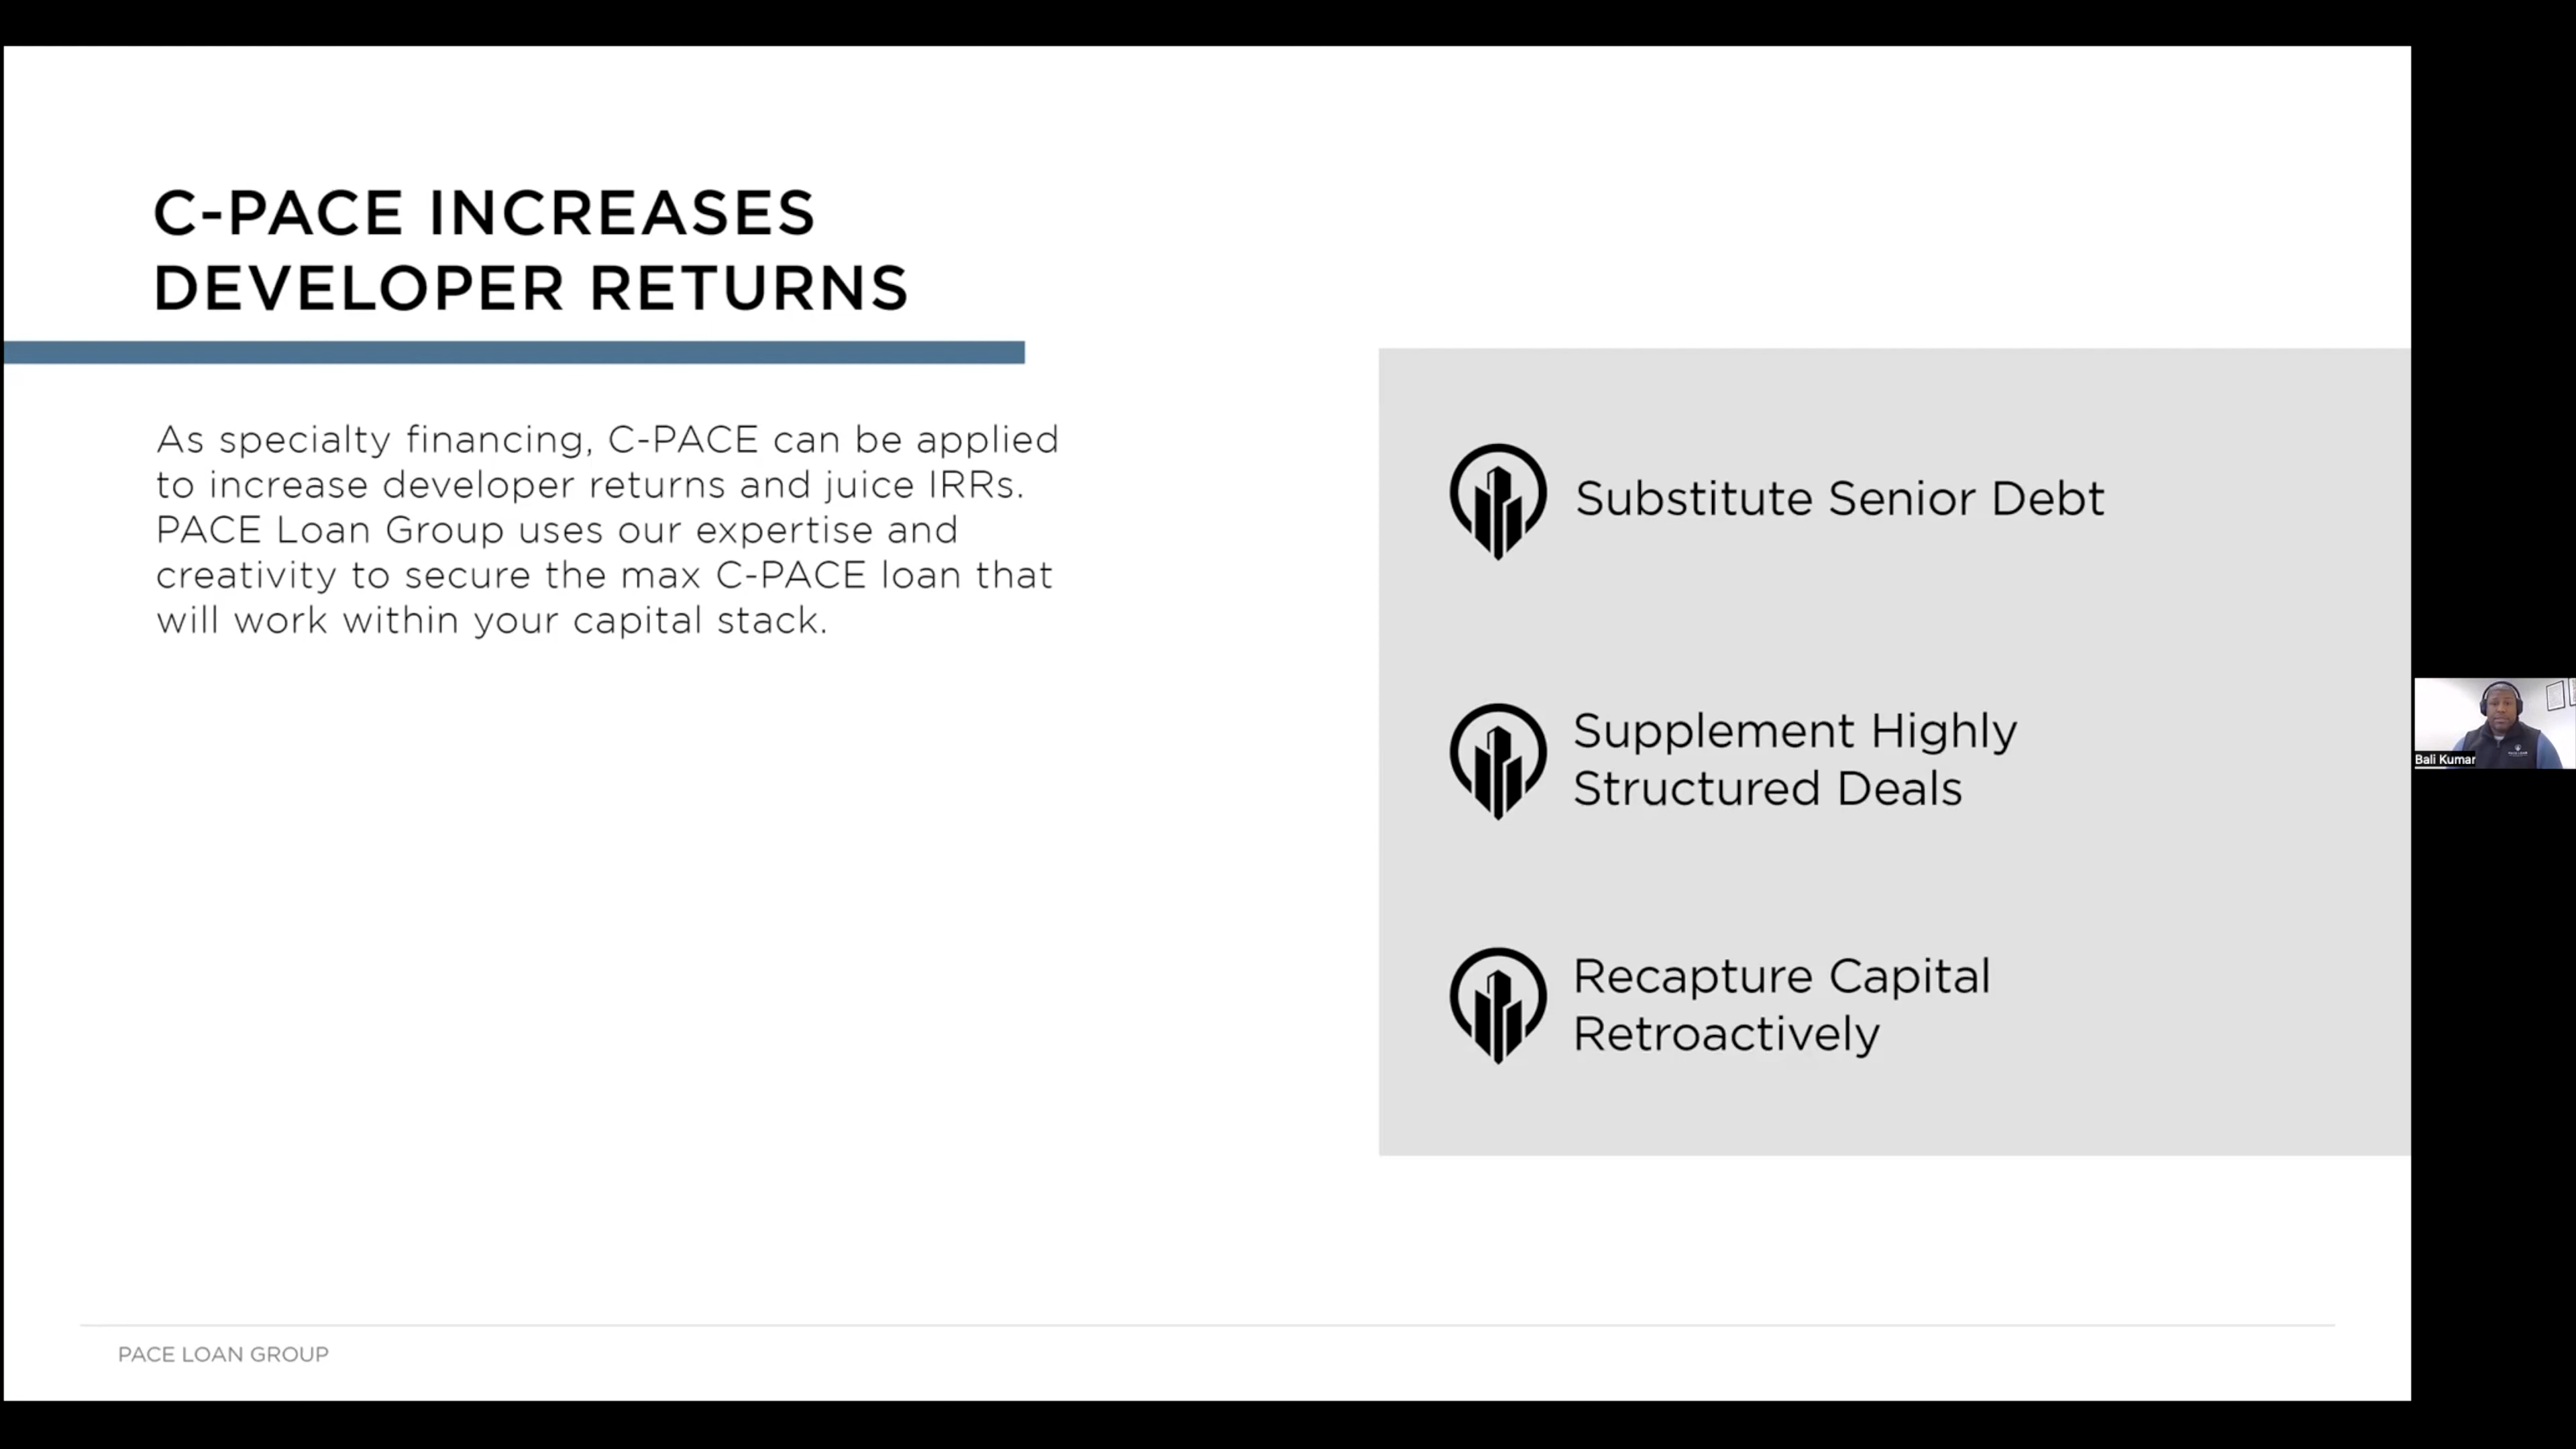 C-PACE INCREASES
DEVELOPER RETURNS
As specialty financing, C-PACE can be applied
to increase developer returns and juice IRRs.
PACE Loan Group uses our expertise and
creativity to secure the max C-PACE loan that
will work within your capital stack.
Substitute Senior Debt
Supplement Highly
Structured Deals
Recapture Capital
Retroactively
Bali Kumar
PACE LOAN GROUP